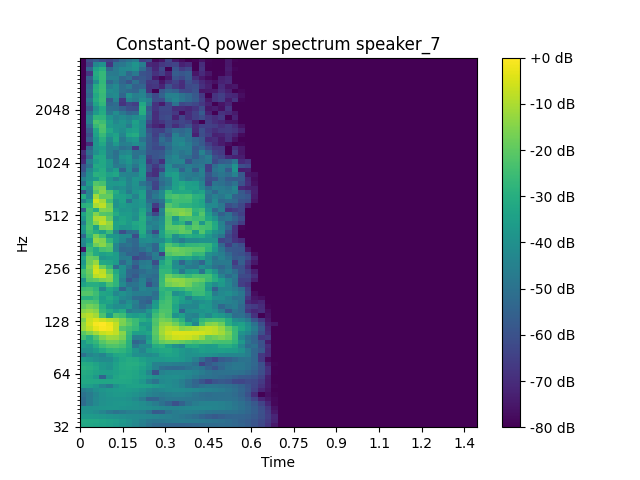 Constant-Q power spectrum speaker_7
Hz
2048
1024
512
256
128
64
32
0 0.15 0.3 0.45 0.6 0.75 0.9 1.1 1.2 1.4
Time
+0 dB
-10 dB
-20 dB
-30 dB
-40 dB
-50 dB
-60 dB
-70 dB
-80 dB